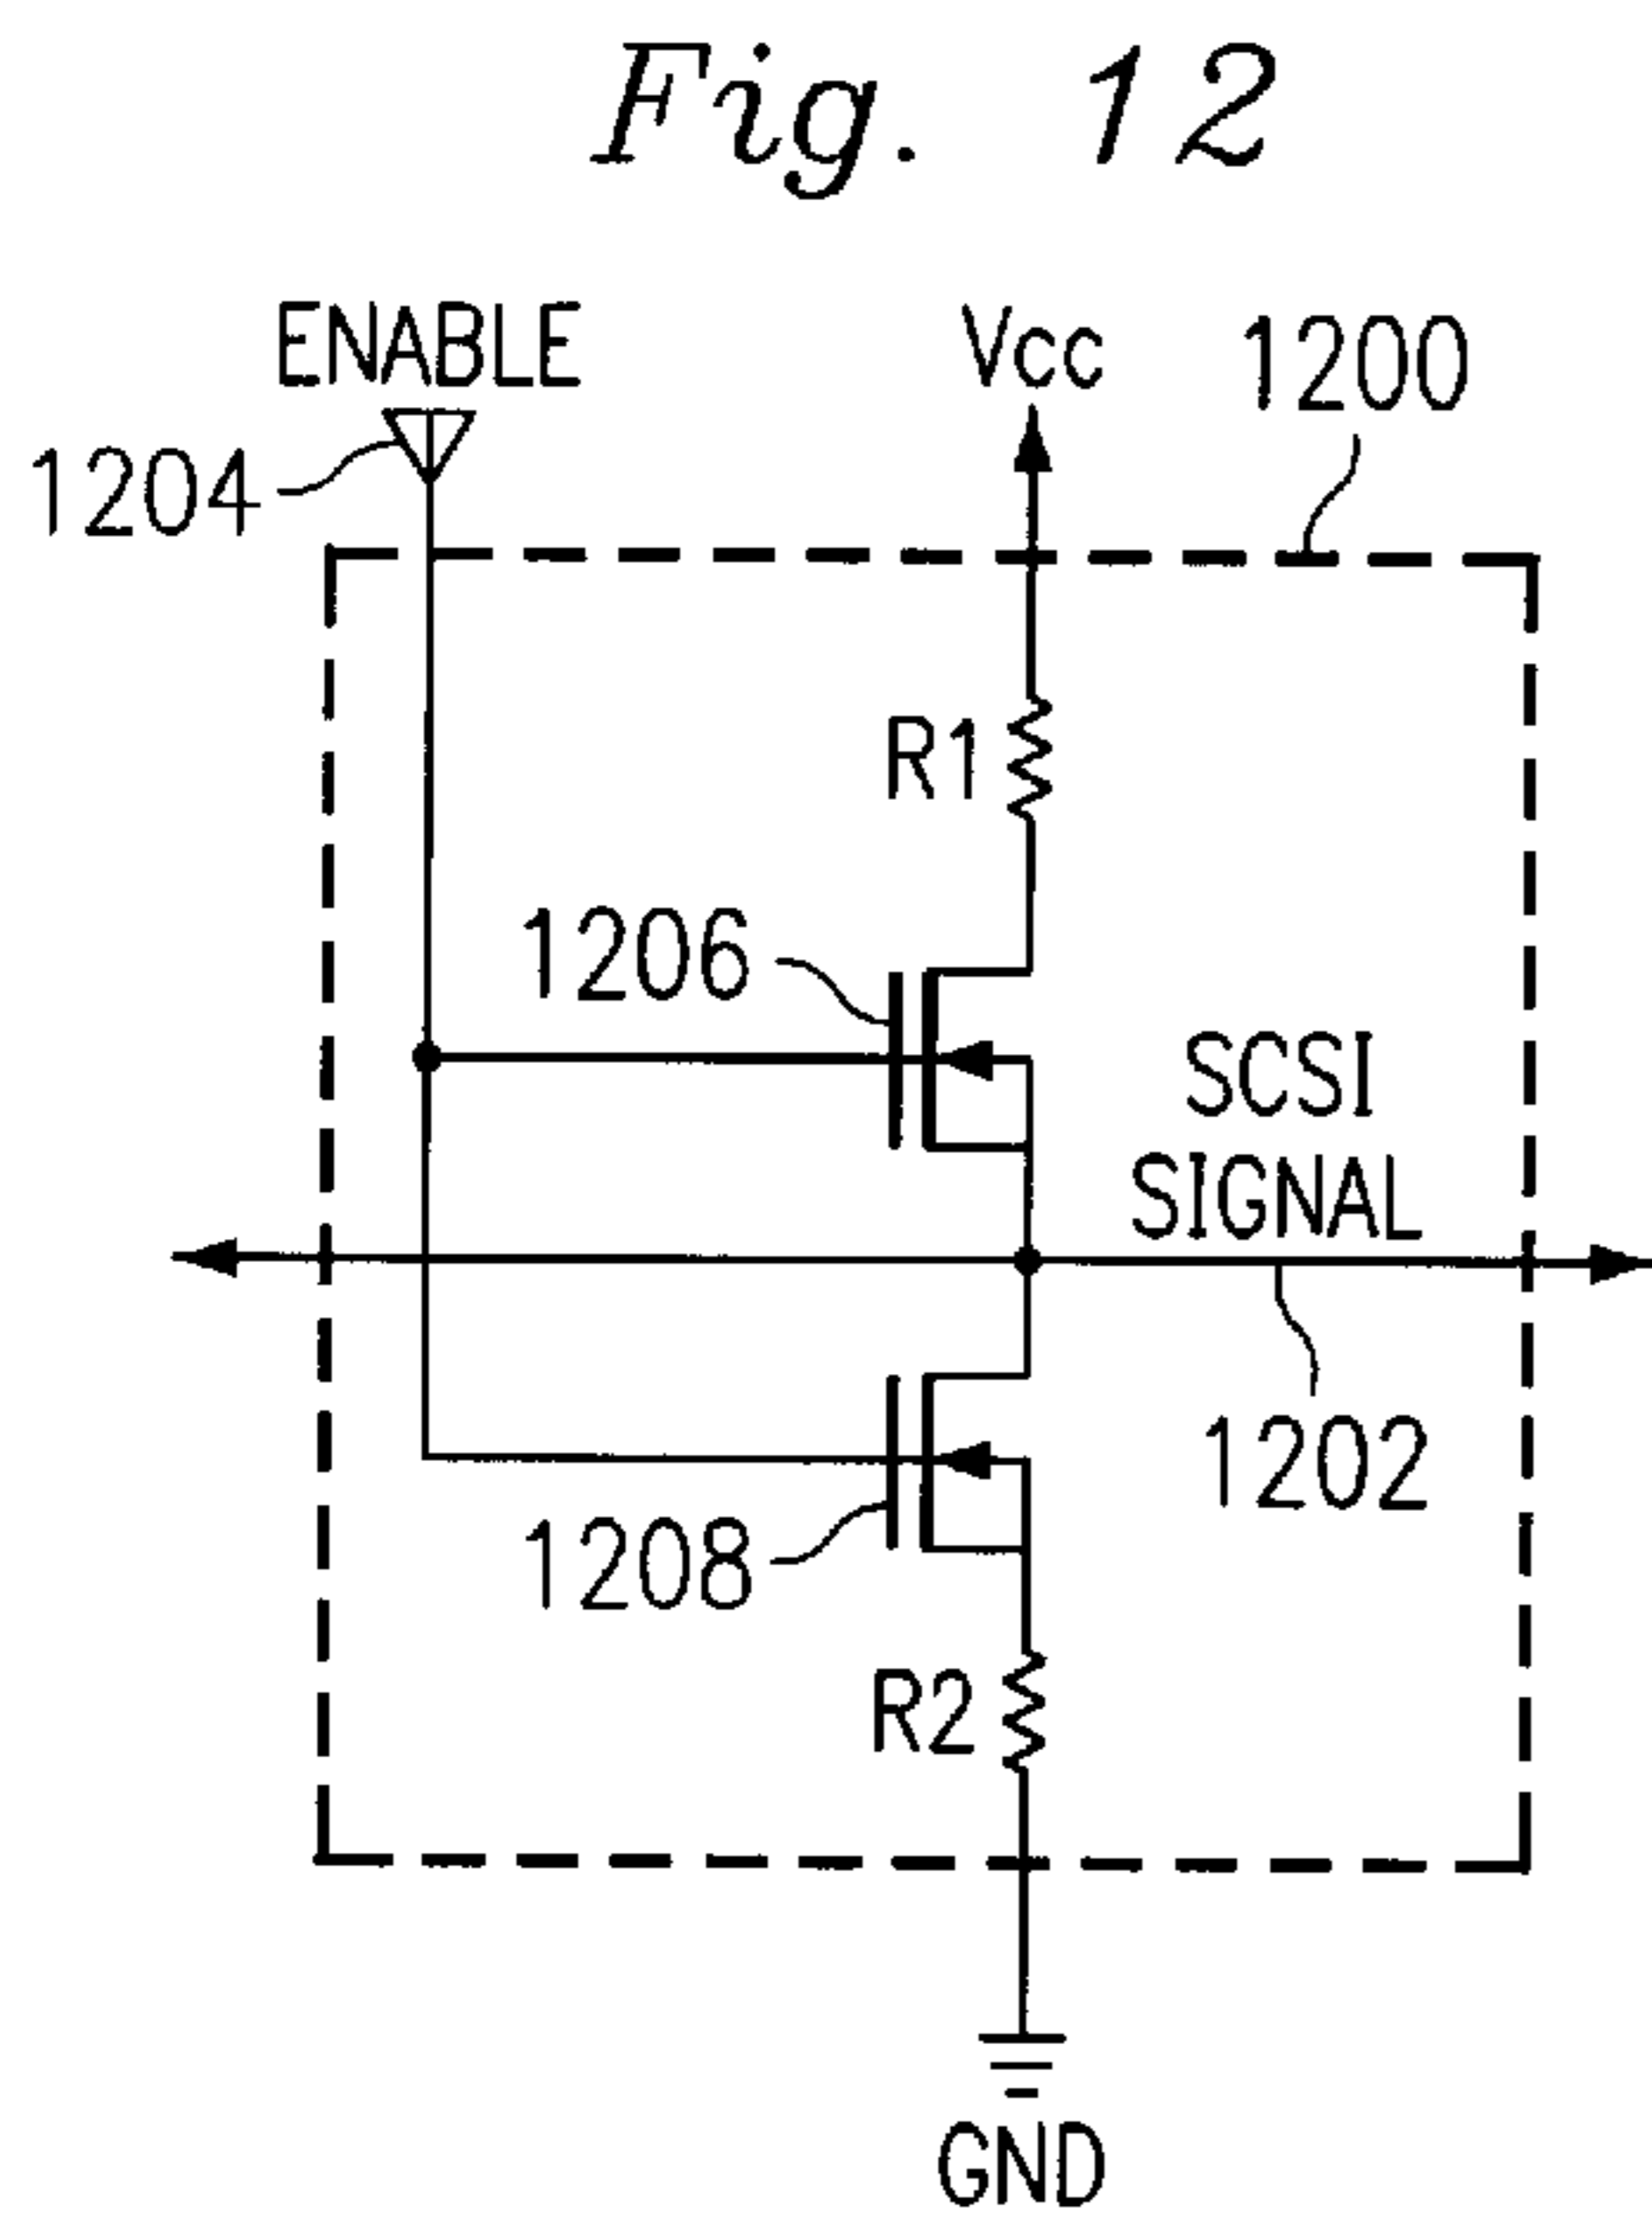 Fig. 12
ENABLE
Vcc
1200
1204
R1
1206
SCSI
SIGNAL
1202
1208
R2
GND